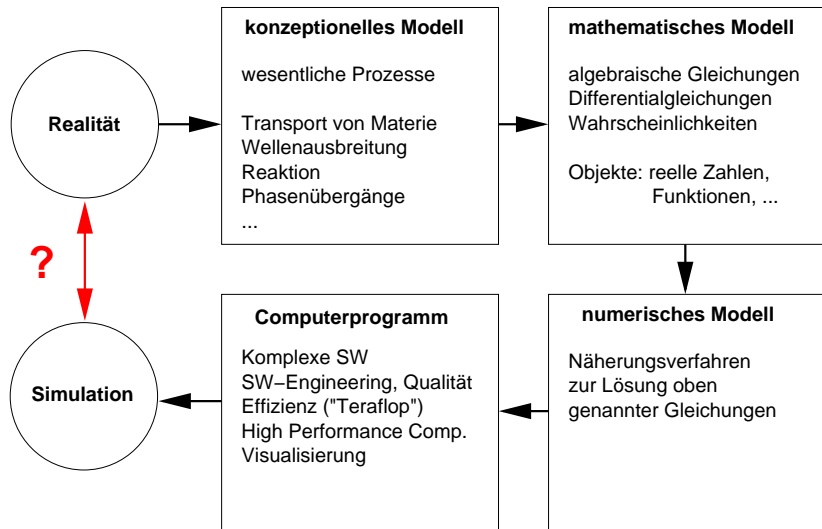 Realität
konzeptionelles Modell
wesentliche Prozesse
Transport von Materie
Wellenausbreitung
Reaktion
Phasenübergänge
...
mathematisches Modell
algebraische Gleichungen
Differentialgleichungen
Wahrscheinlichkeiten
Objekte: reelle Zahlen,
Funktionen, ...
numerisches Modell
Näherungsverfahren
zur Lösung oben
genannter Gleichungen
Computerprogramm
Komplexe SW
SW−Engineering, Qualität
Effizienz ("Teraflop")
High Performance Comp.
Visualisierung
Simulation
?